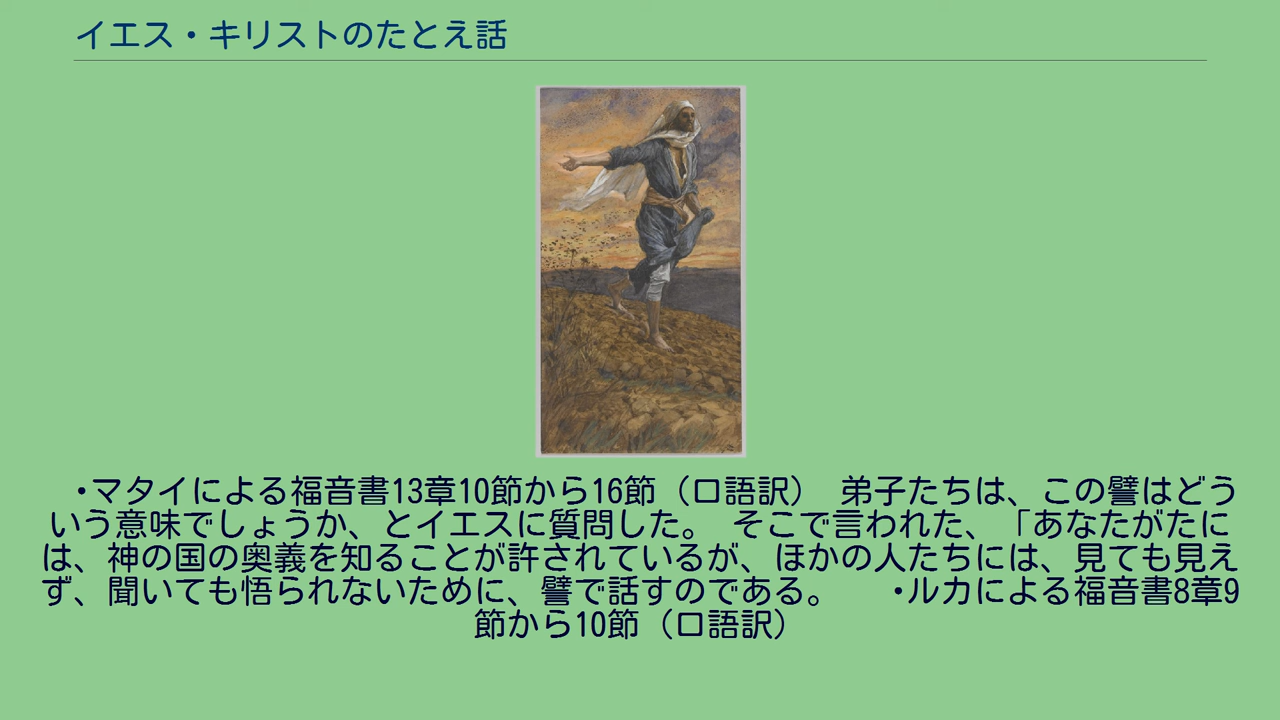 イエス・キリストのたとえ話
・マタイによる福音書13章10節から16節（口語訳） 弟子たちは、この譬はどう
いう意味でしょうか、とイエスに質問した。 そこで言われた、「あなたがたに
は、神の国の奥義を知ることが許されているが、ほかの人たちには、見ても見え
ず、聞いても悟られないために、譬で話すのである。 ・ルカによる福音書8章9
節から10節（口語訳）